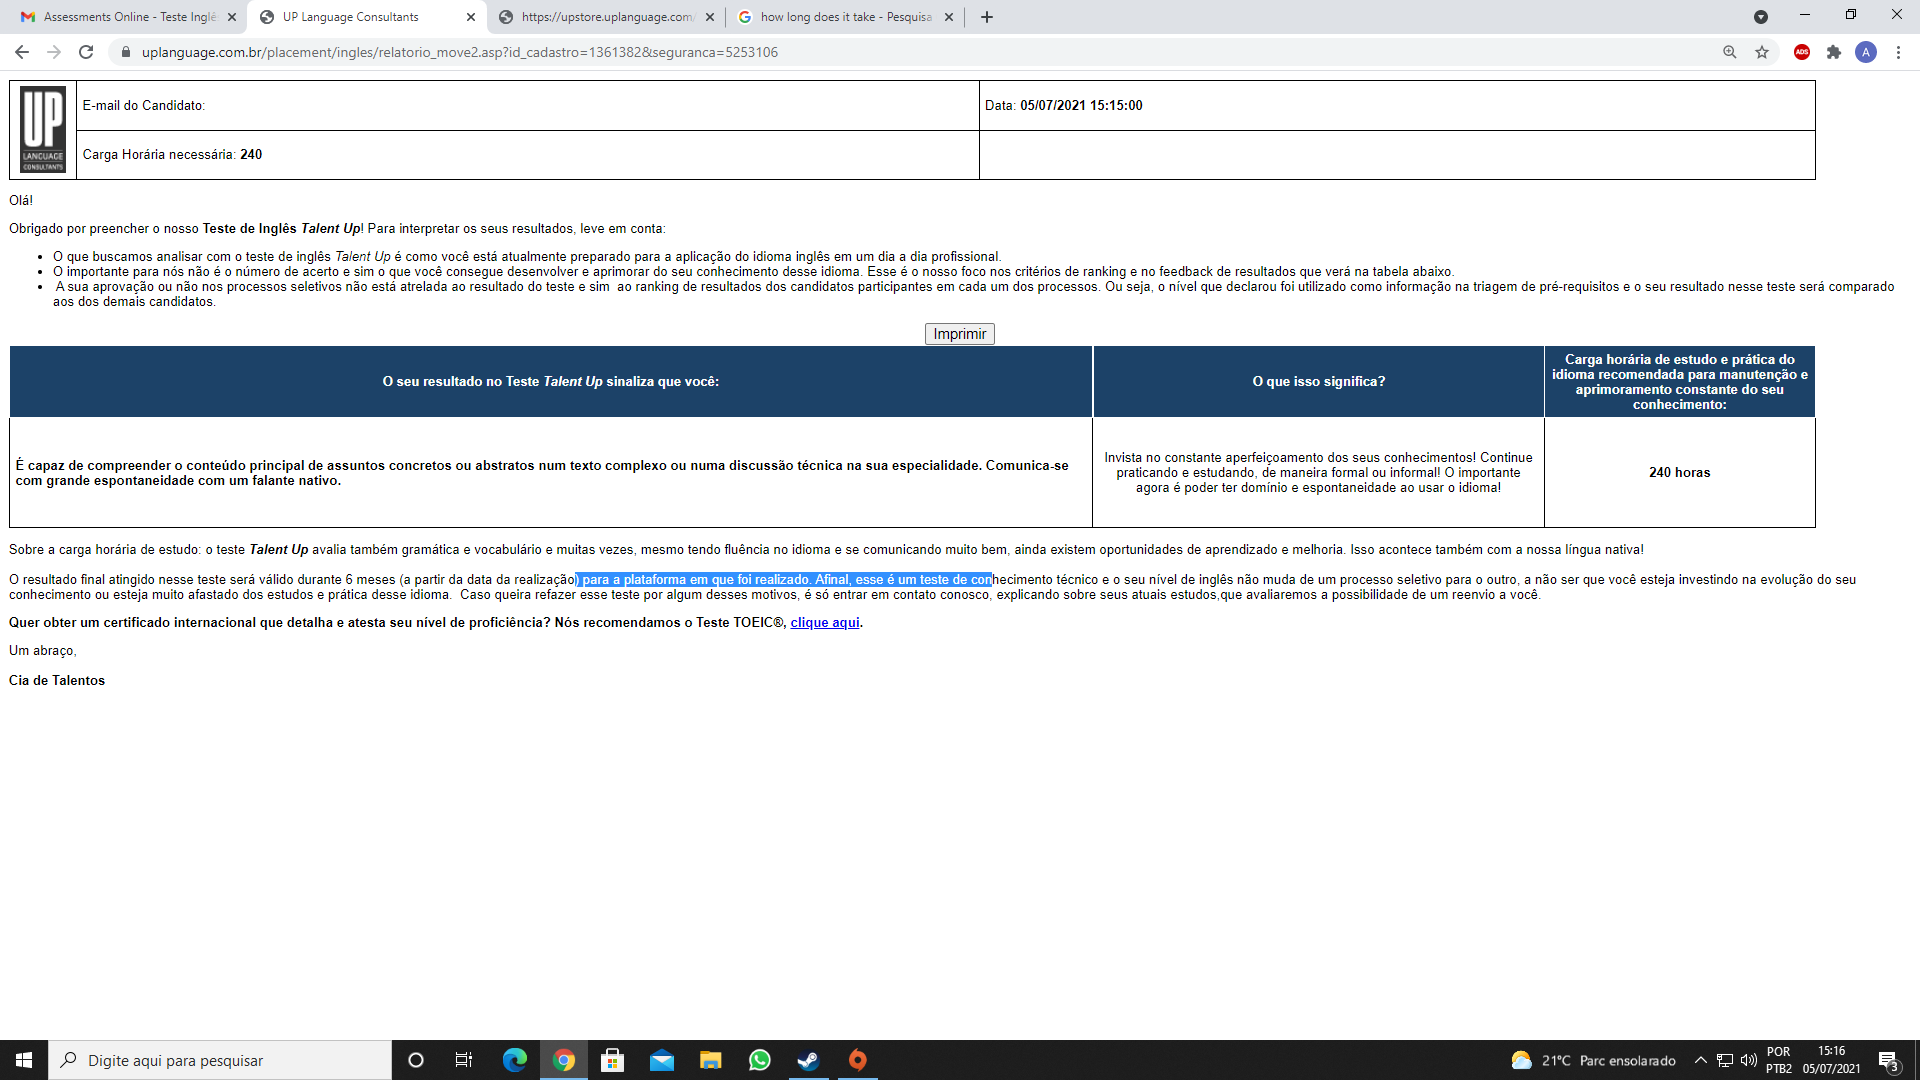 Assessments Online - Teste Inglê
UP Language Consultants
https://upstore.uplanguage.com/
how long does it take - Pesquisa
uplanguage.com.br/placement/ingles/relatorio_move2.asp?id_cadastro=1361382&seguranca=5253106
ADS
A
UP
LANGUAGE
CONSULTANTS
E-mail do Candidato:
Data: 05/07/2021 15:15:00
Carga Horária necessária: 240
Olá!
Obrigado por preencher o nosso Teste de Inglês Talent Up! Para interpretar os seus resultados, leve em conta:
O que buscamos analisar com o teste de inglês Talent Up é como você está atualmente preparado para a aplicação do idioma inglês em um dia a dia profissional.
O importante para nós não é o número de acerto e sim o que você consegue desenvolver e aprimorar do seu conhecimento desse idioma. Esse é o nosso foco nos critérios de ranking e no feedback de resultados que verá na tabela abaixo.
A sua aprovação ou não nos processos seletivos não está atrelada ao resultado do teste e sim  ao ranking de resultados dos candidatos participantes em cada um dos processos. Ou seja, o nível que declarou foi utilizado como informação na triagem de pré-requisitos e o seu resultado nesse teste será comparado
aos dos demais candidatos.
Imprimir
O seu resultado no Teste Talent Up sinaliza que você:
O que isso significa?
Carga horária de estudo e prática do
idioma recomendada para manutenção e
aprimoramento constante do seu
conhecimento:
É capaz de compreender o conteúdo principal de assuntos concretos ou abstratos num texto complexo ou numa discussão técnica na sua especialidade. Comunica-se
com grande espontaneidade com um falante nativo.
Invista no constante aperfeiçoamento dos seus conhecimentos! Continue
praticando e estudando, de maneira formal ou informal! O importante
agora é poder ter domínio e espontaneidade ao usar o idioma!
240 horas
Sobre a carga horária de estudo: o teste Talent Up avalia também gramática e vocabulário e muitas vezes, mesmo tendo fluência no idioma e se comunicando muito bem, ainda existem oportunidades de aprendizado e melhoria. Isso acontece também com a nossa língua nativa!
O resultado final atingido nesse teste será válido durante 6 meses (a partir da data da realização) para a plataforma em que foi realizado. Afinal, esse é um teste de conhecimento técnico e o seu nível de inglês não muda de um processo seletivo para o outro, a não ser que você esteja investindo na evolução do seu
conhecimento ou esteja muito afastado dos estudos e prática desse idioma.  Caso queira refazer esse teste por algum desses motivos, é só entrar em contato conosco, explicando sobre seus atuais estudos,que avaliaremos a possibilidade de um reenvio a você.
Quer obter um certificado internacional que detalha e atesta seu nível de proficiência? Nós recomendamos o Teste TOEIC®, clique aqui.
Um abraço,
Cia de Talentos
Digite aqui para pesquisar
21°C Parc ensolarado
POR
PTB2
15:16
05/07/2021
3